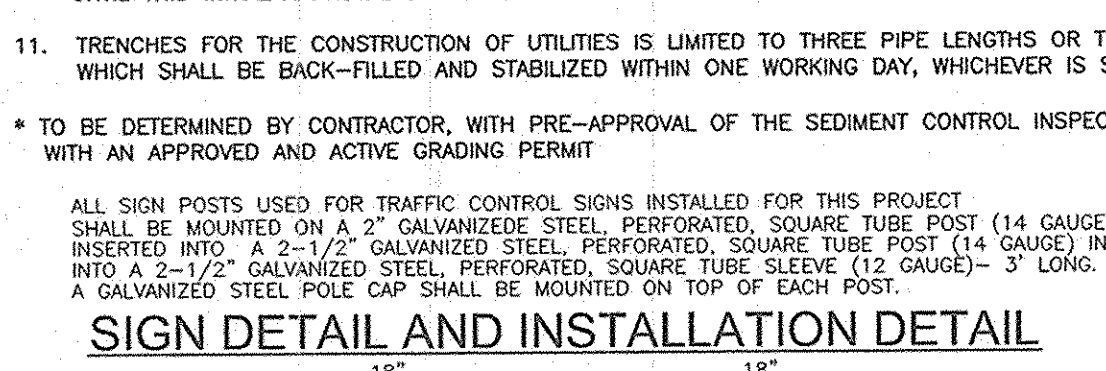 11. TRENCHES FOR THE CONSTRUCTION OF UTILITIES IS LIMITED TO THREE PIPE LENGTHS OR T
WHICH SHALL BE BACK-FILLED AND STABILIZED WITHIN ONE WORKING DAY, WHICHEVER IS S
* TO BE DETERMINED BY CONTRACTOR, WITH PRE-APPROVAL OF THE SEDIMENT CONTROL INSPEC
WITH AN APPROVED AND ACTIVE GRADING PERMIT
ALL SIGN POSTS USED FOR TRAFFIC CONTROL SIGNS INSTALLED FOR THIS PROJECT
SHALL BE MOUNTED ON A 2" GALVANIZEDE STEEL, PERFORATED, SQUARE TUBE POST (14 GAUGE
INSERTED INTO A 2-1/2" GALVANIZED STEEL, PERFORATED, SQUARE TUBE POST (14 GAUGE) IN
INTO A 2-1/2" GALVANIZED STEEL, PERFORATED, SQUARE TUBE SLEEVE (12 GAUGE)- 3' LONG.
A GALVANIZED STEEL POLE CAP SHALL BE MOUNTED ON TOP OF EACH POST.
SIGN DETAIL AND INSTALLATION DETAIL
18" 18"